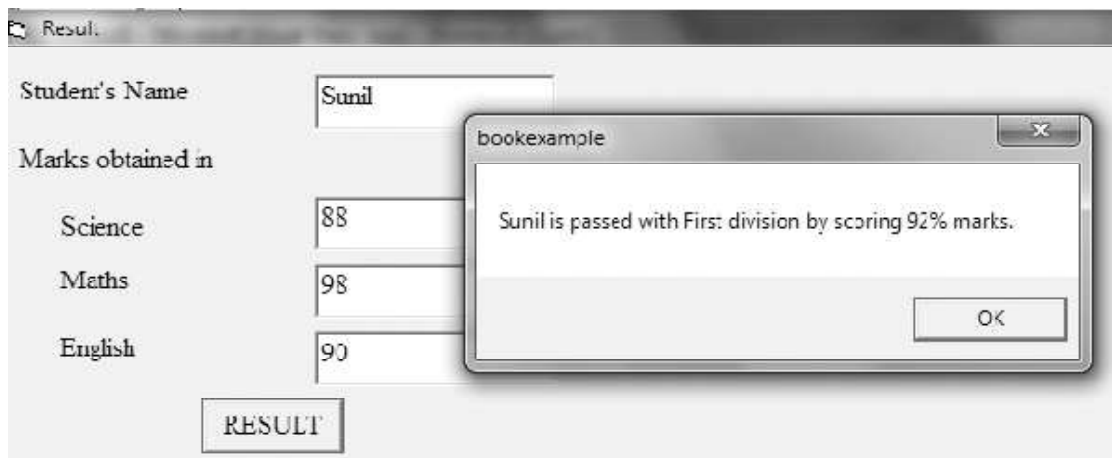 Result
Student's Name
Sunil
Marks obtained in
Science
88
Maths
98
English
90
RESULT
bookexample
Sunil is passed with First division by scoring 92% marks.
OK